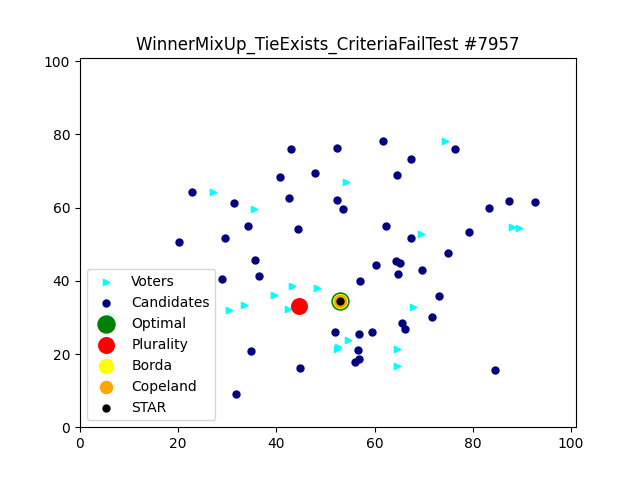 WinnerMixUp_TieExists_CriteriaFailTest #7957
100
80
60
40
20
0
Voters
Candidates
Optimal
Plurality
Borda
Copeland
STAR
0 20 40 60 80 100